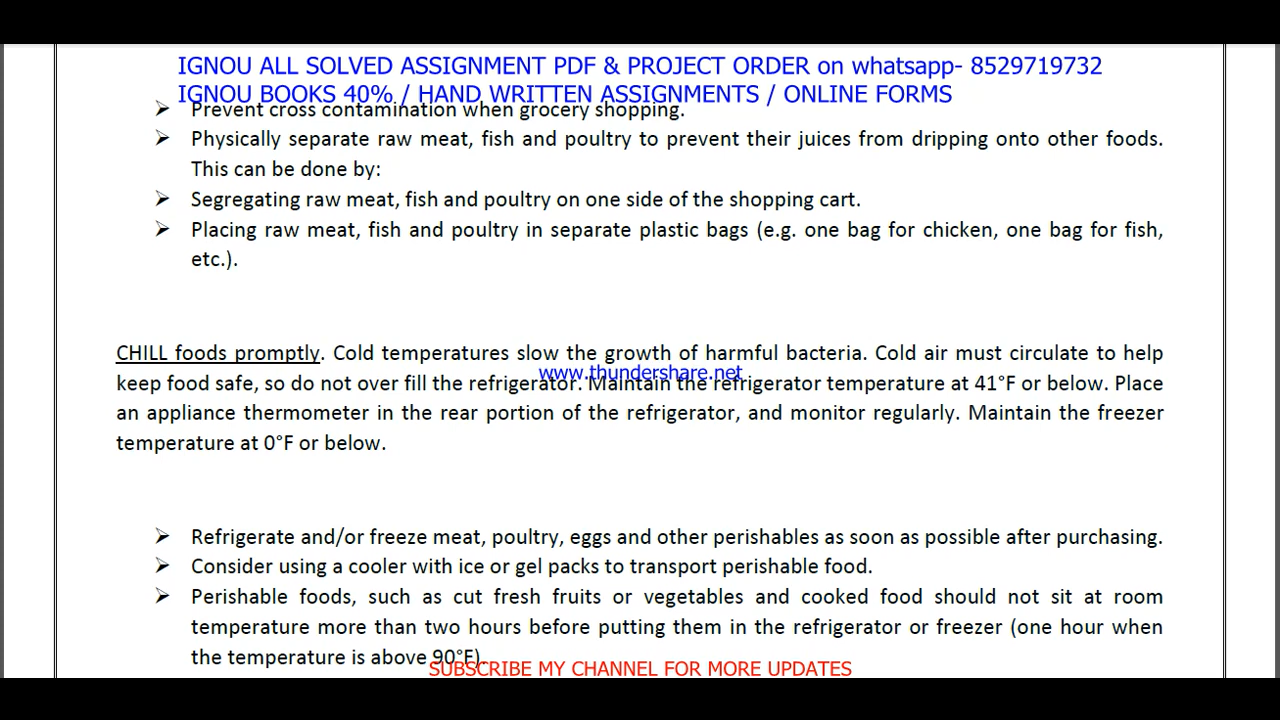 IGNOU ALL SOLVED ASSIGNMENT PDF & PROJECT ORDER on whatsapp- 8529719732
IGNOU BOOKS 40% / HAND WRITTEN ASSIGNMENTS / ONLINE FORMS
➢ Prevent cross contamination when grocery shopping.
➢ Physically separate raw meat, fish and poultry to prevent their juices from dripping onto other foods.
This can be done by:
➢ Segregating raw meat, fish and poultry on one side of the shopping cart.
➢ Placing raw meat, fish and poultry in separate plastic bags (e.g. one bag for chicken, one bag for fish,
etc.).
CHILL foods promptly. Cold temperatures slow the growth of harmful bacteria. Cold air must circulate to help
www.thundershare.net
keep food safe, so do not over fill the refrigerator. Maintain the refrigerator temperature at 41°F or below. Place
an appliance thermometer in the rear portion of the refrigerator, and monitor regularly. Maintain the freezer
temperature at 0°F or below.
➢ Refrigerate and/or freeze meat, poultry, eggs and other perishables as soon as possible after purchasing.
➢ Consider using a cooler with ice or gel packs to transport perishable food.
➢ Perishable foods, such as cut fresh fruits or vegetables and cooked food should not sit at room
temperature more than two hours before putting them in the refrigerator or freezer (one hour when
the temperature is above 90°F).
SUBSCRIBE MY CHANNEL FOR MORE UPDATES